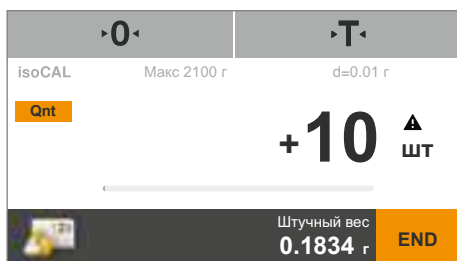 ▸0◂ ▸T◂
isoCAL Макс 2100 г d=0.01 г
Qnt
+10 шт
Штучный вес
0.1834 г
END